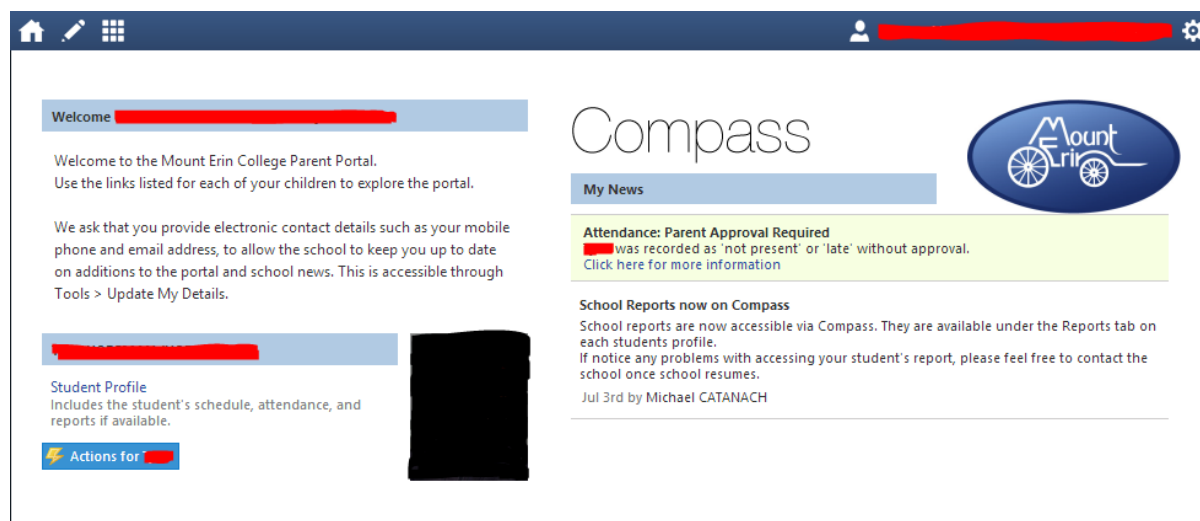 Welcome
Welcome to the Mount Erin College Parent Portal.
Use the links listed for each of your children to explore the portal.
We ask that you provide electronic contact details such as your mobile
phone and email address, to allow the school to keep you up to date
on additions to the portal and school news. This is accessible through
Tools > Update My Details.
Student Profile
Includes the student's schedule, attendance, and
reports if available.
Actions for
Compass
Mount
Erin
My News
Attendance: Parent Approval Required
was recorded as 'not present' or 'late' without approval.
Click here for more information
School Reports now on Compass
School reports are now accessible via Compass. They are available under the Reports tab on
each students profile.
If notice any problems with accessing your student's report, please feel free to contact the
school once school resumes.
Jul 3rd by Michael CATANACH